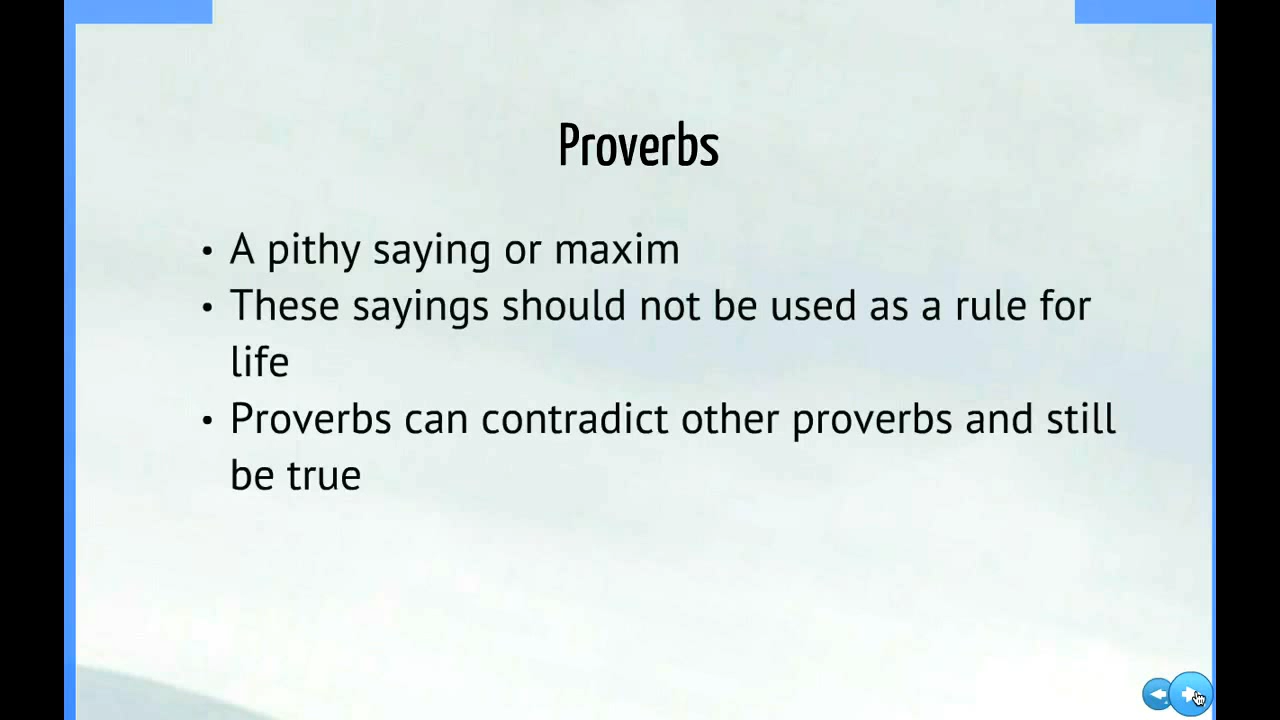 Proverbs
• A pithy saying or maxim
• These sayings should not be used as a rule for
life
• Proverbs can contradict other proverbs and still
be true